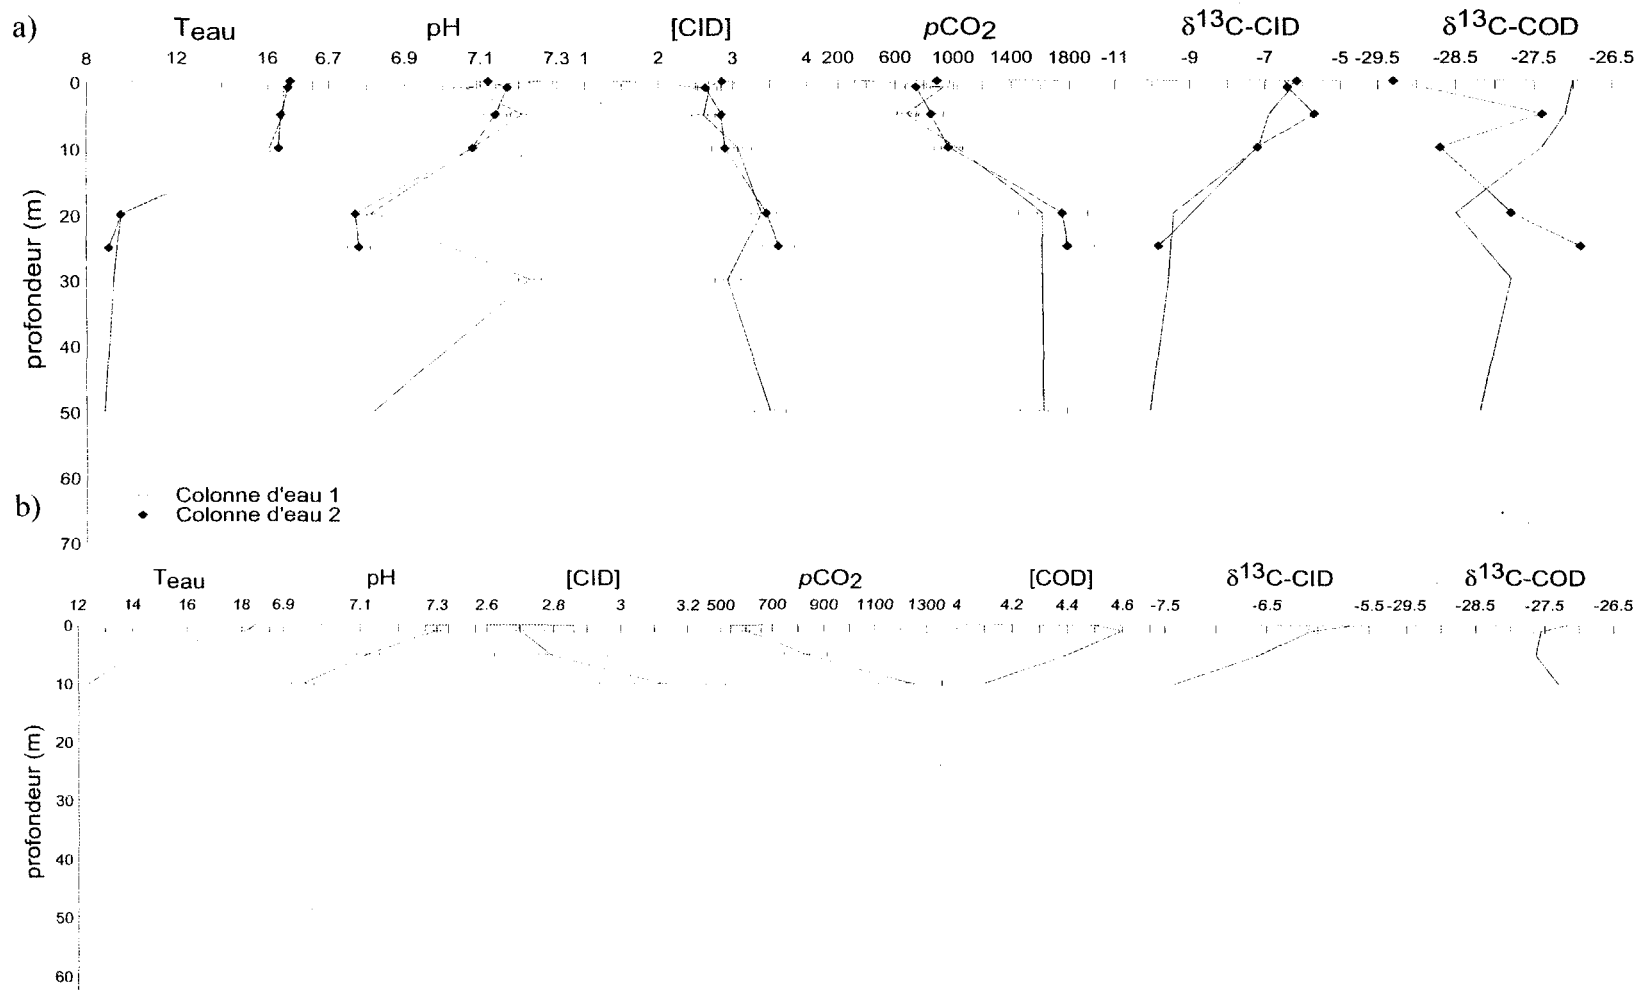 a)
Teau pH [CID] pCO2 δ13C-CID δ13C-COD
8 12 16 6.7 6.9 7.1 7.3 1 2 3 4 200 600 1000 1400 1800 -11 -9 -7 -5 -29.5 -28.5 -27.5 -26.5
0
10
20
30
40
50
60
70
profondeur (m)
Colonne d'eau 1
Colonne d'eau 2
b)
Teau pH [CID] pCO2 [COD] δ13C-CID δ13C-COD
12 14 16 18 6.9 7.1 7.3 2.6 2.8 3 3.2 500 700 900 1100 1300 4 4.2 4.4 4.6 -7.5 -6.5 -5.5 -29.5 -28.5 -27.5 -26.5
0
10
20
30
40
50
60
profondeur (m)